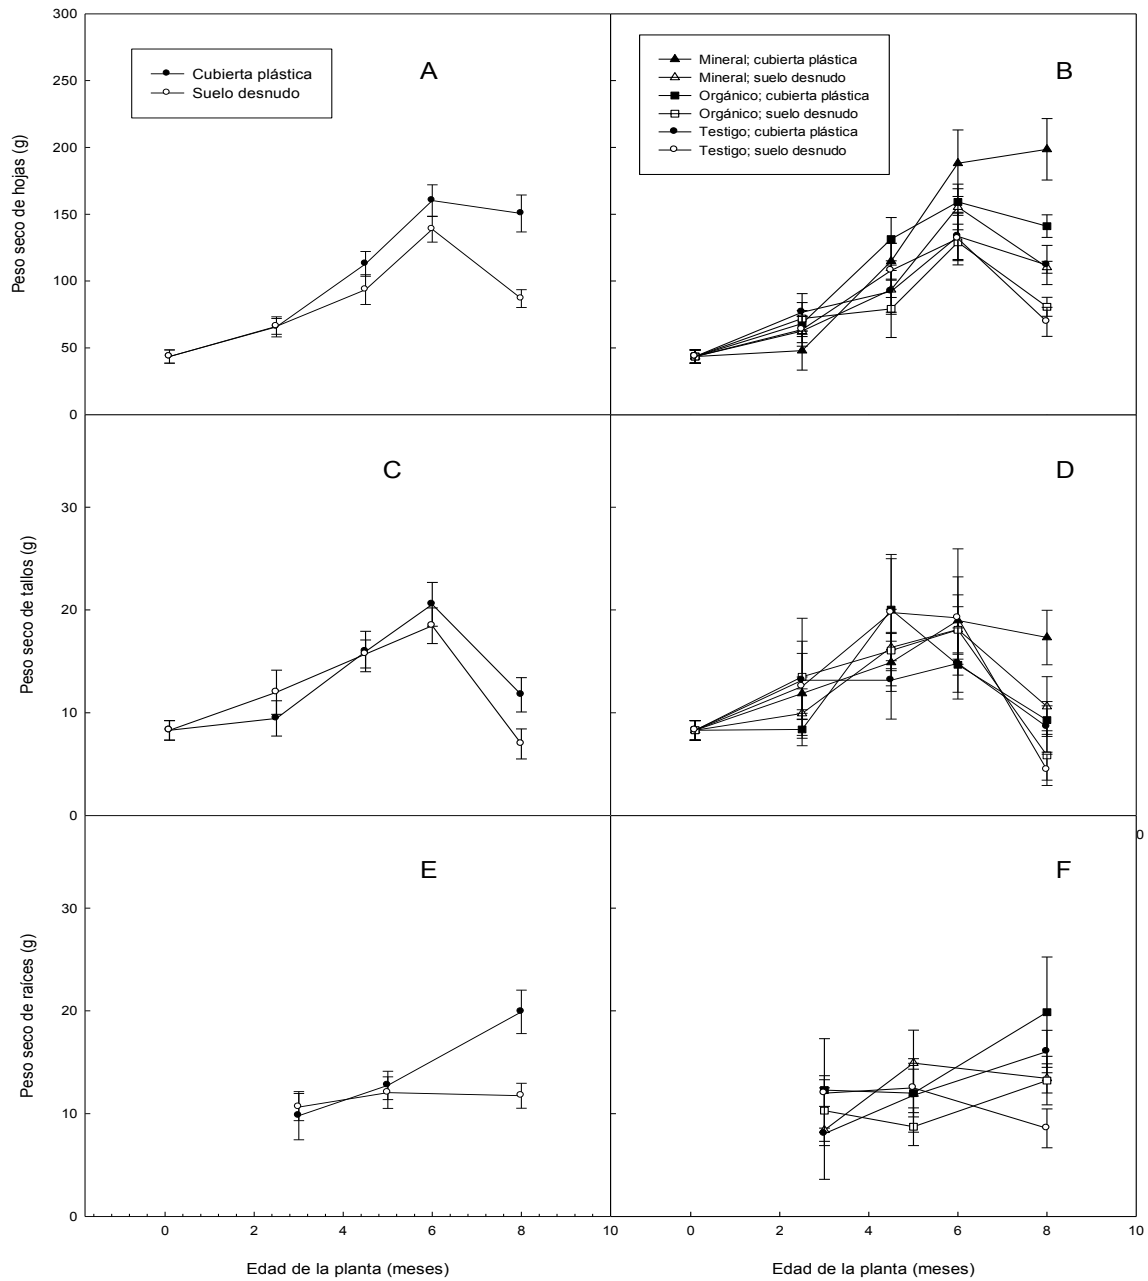 300
250
200
150
100
50
0
Peso seco de hojas (g)
Cubierta plástica
Suelo desnudo
A
Mineral; cubierta plástica
Mineral; suelo desnudo
Orgánico; cubierta plástica
Orgánico; suelo desnudo
Testigo; cubierta plástica
Testigo; suelo desnudo
B
30
20
10
0
Peso seco de tallos (g)
C
D
0
30
20
10
0
Peso seco de raíces (g)
E
F
0 2 4 6 8 10
0 2 4 6 8 10
Edad de la planta (meses)
Edad de la planta (meses)